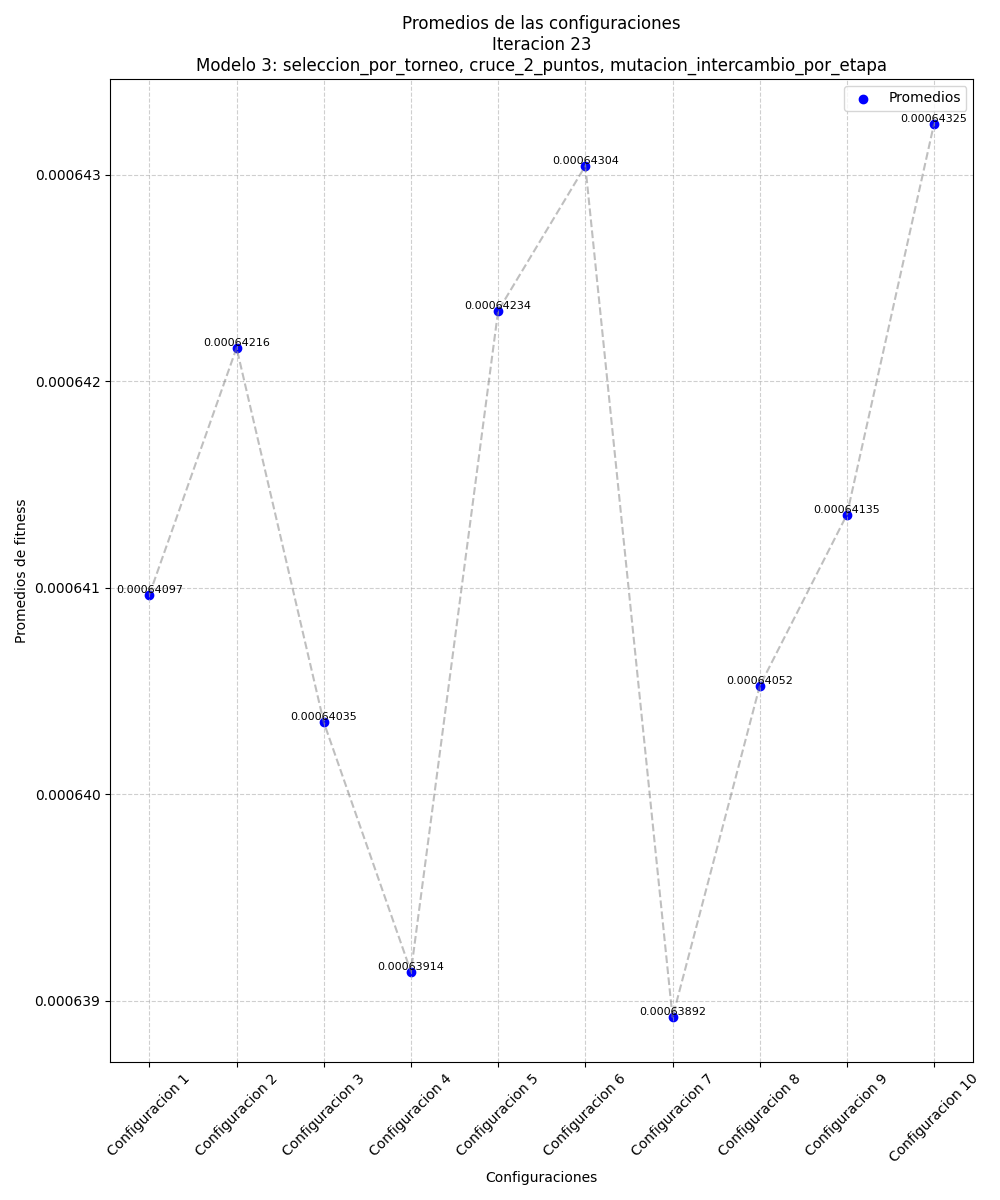 Promedios de las configuraciones
Iteracion 23
Modelo 3: seleccion_por_torneo, cruce_2_puntos, mutacion_intercambio_por_etapa
Promedios
0.00064325
0.00064304
0.000643
0.00064234
0.00064216
0.000642
0.00064135
0.000641
0.00064097
0.00064052
0.00064035
0.000640
0.00063914
0.000639
0.00063892
Promedios de fitness
Configuracion 1
Configuracion 2
Configuracion 3
Configuracion 4
Configuracion 5
Configuracion 6
Configuracion 7
Configuracion 8
Configuracion 9
Configuracion 10
Configuraciones